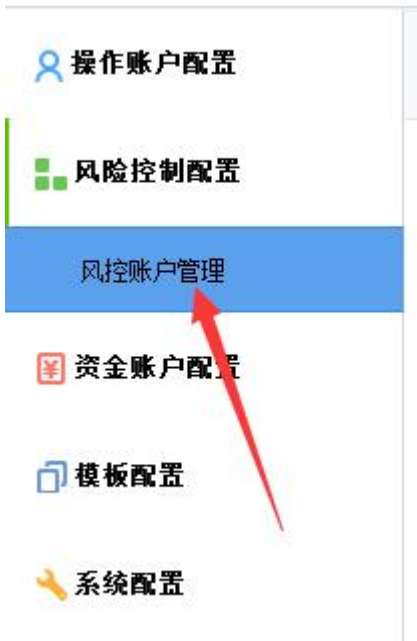 操作账户配置
风险控制配置
风控账户管理
资金账户配置
模板配置
系统配置